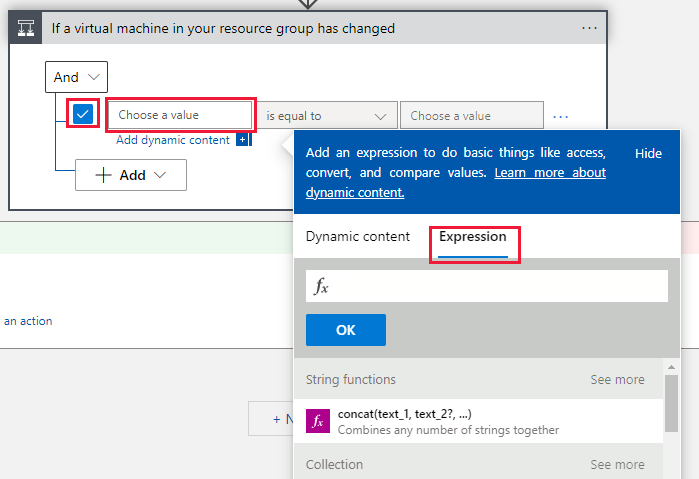 If a virtual machine in your resource group has changed
...
And
Choose a value
is equal to
Choose a value
...
Add dynamic content +
+ Add
Add an expression to do basic things like access,
convert, and compare values. Learn more about
dynamic content.
Hide
Dynamic content
Expression
fx
OK
an action
String functions
See more
+ N
fx
concat(text_1, text_2?, ...)
Combines any number of strings together
Collection
See more